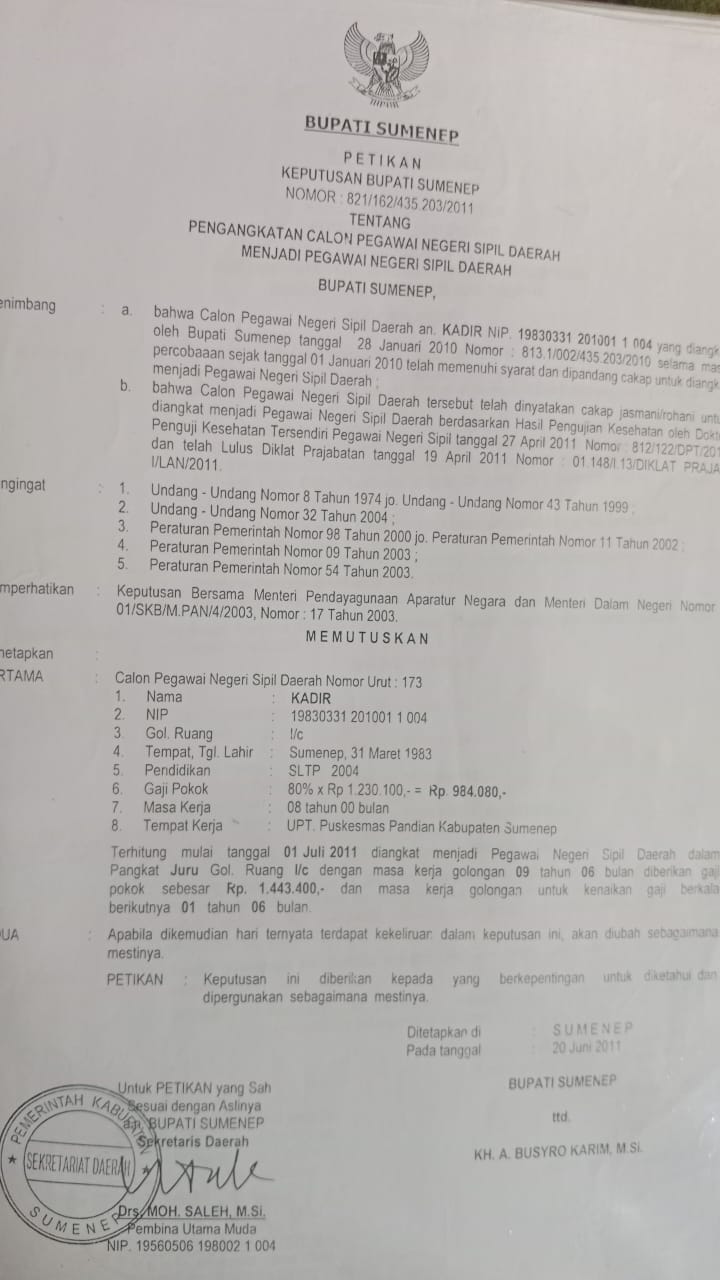 BUPATI SUMENEP
PETIKAN
KEPUTUSAN BUPATI SUMENEP
NOMOR : 821/162/435.203/2011
TENTANG
PENGANGKATAN CALON PEGAWAI NEGERI SIPIL DAERAH
MENJADI PEGAWAI NEGERI SIPIL DAERAH
BUPATI SUMENEP,
enimbang : a. bahwa Calon Pegawai Negeri Sipil Daerah an. KADIR NIP. 19830331 201001 1 004 yang diangk
oleh Bupati Sumenep tanggal 28 Januari 2010 Nomor : 813.1/002/435.203/2010 selama mas
percobaaan sejak tanggal 01 Januari 2010 telah memenuhi syarat dan dipandang cakap untuk diangk
menjadi Pegawai Negeri Sipil Daerah ;
b. bahwa Calon Pegawai Negeri Sipil Daerah tersebut telah dinyatakan cakap jasmani/rohani untu
diangkat menjadi Pegawai Negeri Sipil Daerah berdasarkan Hasil Pengujian Kesehatan oleh Dokt
Penguji Kesehatan Tersendiri Pegawai Negeri Sipil tanggal 27 April 2011 Nomor : 812/122/DPT/201
dan telah Lulus Diklat Prajabatan tanggal 19 April 2011 Nomor : 01.148/I.13/DIKLAT PRAJA
I/LAN/2011.
ngingat : 1. Undang - Undang Nomor 8 Tahun 1974 jo. Undang - Undang Nomor 43 Tahun 1999 ;
2. Undang - Undang Nomor 32 Tahun 2004 ;
3. Peraturan Pemerintah Nomor 98 Tahun 2000 jo. Peraturan Pemerintah Nomor 11 Tahun 2002 ;
4. Peraturan Pemerintah Nomor 09 Tahun 2003 ;
5. Peraturan Pemerintah Nomor 54 Tahun 2003.
mperhatikan : Keputusan Bersama Menteri Pendayagunaan Aparatur Negara dan Menteri Dalam Negeri Nomor
01/SKB/M.PAN/4/2003, Nomor : 17 Tahun 2003.
MEMUTUSKAN
netapkan :
RTAMA : Calon Pegawai Negeri Sipil Daerah Nomor Urut : 173
1. Nama : KADIR
2. NIP : 19830331 201001 1 004
3. Gol. Ruang : I/c
4. Tempat, Tgl. Lahir : Sumenep, 31 Maret 1983
5. Pendidikan : SLTP 2004
6. Gaji Pokok : 80% x Rp 1.230.100,- = Rp. 984.080,-
7. Masa Kerja : 08 tahun 00 bulan
8. Tempat Kerja : UPT. Puskesmas Pandian Kabupaten Sumenep
Terhitung mulai tanggal 01 Juli 2011 diangkat menjadi Pegawai Negeri Sipil Daerah dalam
Pangkat Juru Gol. Ruang I/c dengan masa kerja golongan 09 tahun 06 bulan diberikan gaji
pokok sebesar Rp. 1.443.400,- dan masa kerja golongan untuk kenaikan gaji berkala
berikutnya 01 tahun 06 bulan.
DUA : Apabila dikemudian hari ternyata terdapat kekeliruan dalam keputusan ini, akan diubah sebagaimana
mestinya.
PETIKAN : Keputusan ini diberikan kepada yang berkepentingan untuk diketahui dan
dipergunakan sebagaimana mestinya.
Ditetapkan di : SUMENEP
Pada tanggal : 20 Juni 2011
BUPATI SUMENEP
ttd.
KH. A. BUSYRO KARIM, M.Si.
Untuk PETIKAN yang Sah
Sesuai dengan Aslinya
an. BUPATI SUMENEP
Sekretaris Daerah
PEMERINTAH KABUPATEN
SEKRETARIAT DAERAH
SUMENEP
Drs. MOH. SALEH, M.Si.
Pembina Utama Muda
NIP. 19560506 198002 1 004